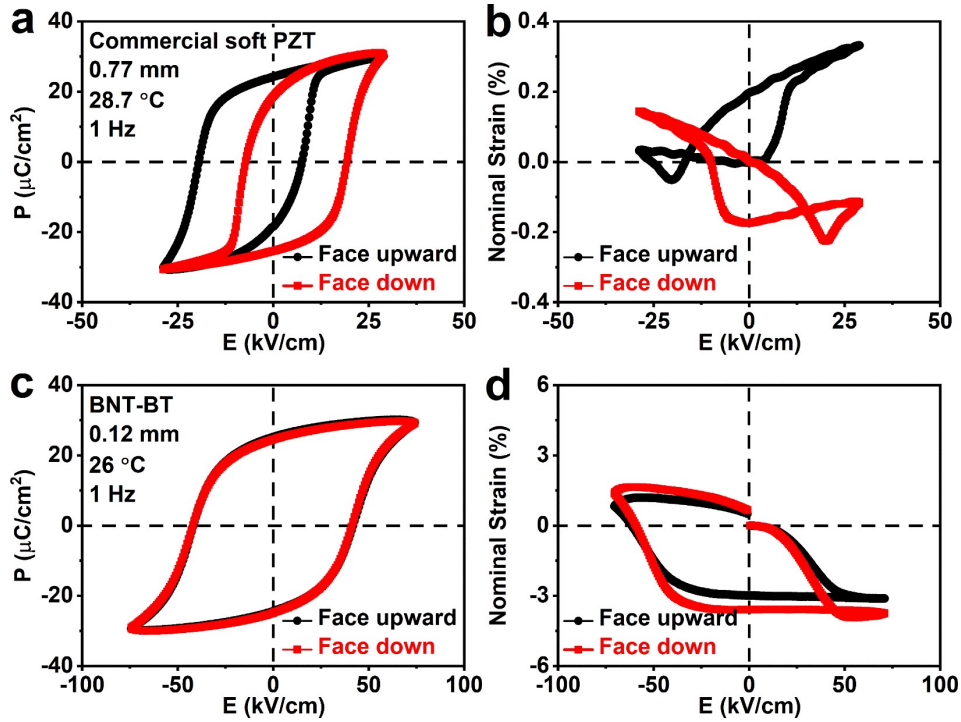 a
Commercial soft PZT
0.77 mm
28.7 °C
1 Hz
P (μC/cm²)
40
20
0
-20
-40
Face upward
Face down
-50 -25 0 25 50
E (kV/cm)
b
Nominal Strain (%)
0.4
0.2
0.0
-0.2
-0.4
Face upward
Face down
-50 -25 0 25 50
E (kV/cm)
c
BNT-BT
0.12 mm
26 °C
1 Hz
P (μC/cm²)
40
20
0
-20
-40
Face upward
Face down
-100 -50 0 50 100
E (kV/cm)
d
Nominal Strain (%)
6
3
0
-3
-6
Face upward
Face down
-100 -50 0 50 100
E (kV/cm)